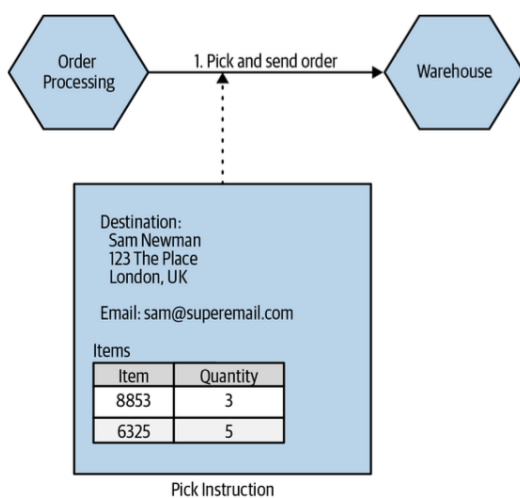 Order
Processing
1. Pick and send order
Warehouse
Destination:
Sam Newman
123 The Place
London, UK
Email: sam@superemail.com
Items
Item Quantity
8853 3
6325 5
Pick Instruction